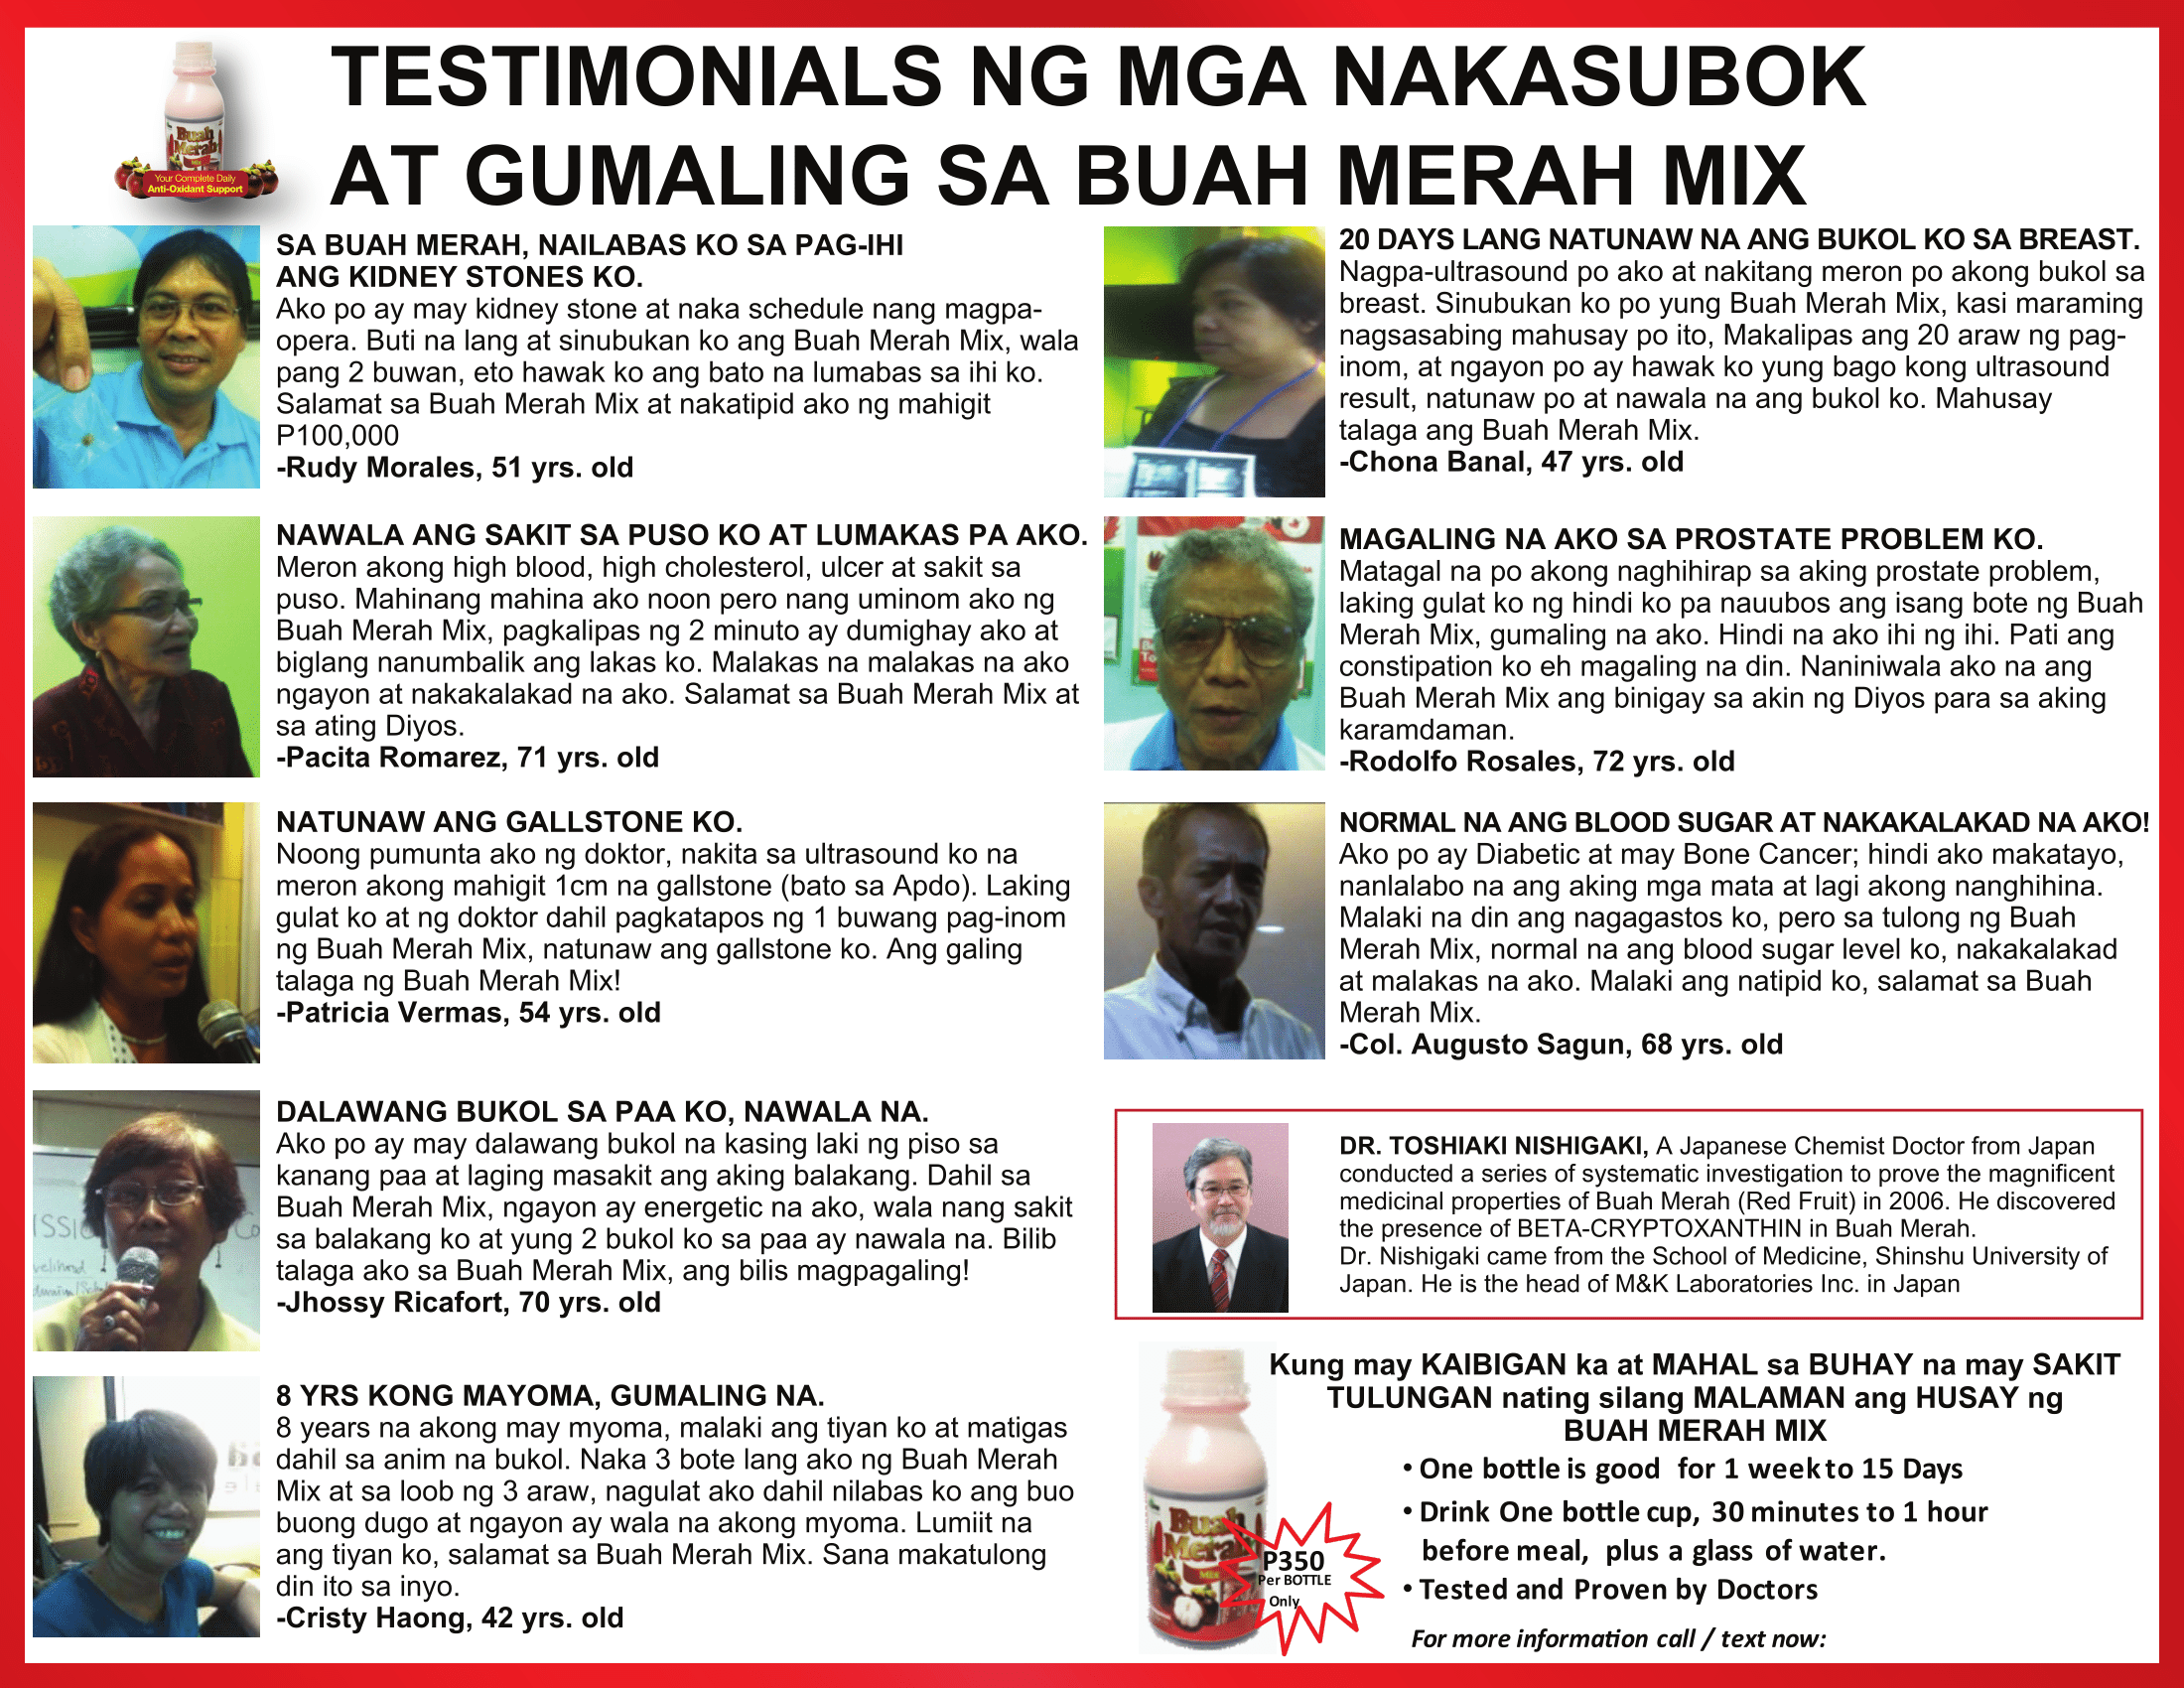 TESTIMONIALS NG MGA NAKASUBOK
AT GUMALING SA BUAH MERAH MIX
Buah
Merah
MIX
Your Complete Daily
Anti-Oxidant Support
SA BUAH MERAH, NAILABAS KO SA PAG-IHI
ANG KIDNEY STONES KO.
Ako po ay may kidney stone at naka schedule nang magpa-
opera. Buti na lang at sinubukan ko ang Buah Merah Mix, wala
pang 2 buwan, eto hawak ko ang bato na lumabas sa ihi ko.
Salamat sa Buah Merah Mix at nakatipid ako ng mahigit
P100,000
-Rudy Morales, 51 yrs. old
NAWALA ANG SAKIT SA PUSO KO AT LUMAKAS PA AKO.
Meron akong high blood, high cholesterol, ulcer at sakit sa
puso. Mahinang mahina ako noon pero nang uminom ako ng
Buah Merah Mix, pagkalipas ng 2 minuto ay dumighay ako at
biglang nanumbalik ang lakas ko. Malakas na malakas na ako
ngayon at nakakalakad na ako. Salamat sa Buah Merah Mix at
sa ating Diyos.
-Pacita Romarez, 71 yrs. old
NATUNAW ANG GALLSTONE KO.
Noong pumunta ako ng doktor, nakita sa ultrasound ko na
meron akong mahigit 1cm na gallstone (bato sa Apdo). Laking
gulat ko at ng doktor dahil pagkatapos ng 1 buwang pag-inom
ng Buah Merah Mix, natunaw ang gallstone ko. Ang galing
talaga ng Buah Merah Mix!
-Patricia Vermas, 54 yrs. old
DALAWANG BUKOL SA PAA KO, NAWALA NA.
Ako po ay may dalawang bukol na kasing laki ng piso sa
kanang paa at laging masakit ang aking balakang. Dahil sa
Buah Merah Mix, ngayon ay energetic na ako, wala nang sakit
sa balakang ko at yung 2 bukol ko sa paa ay nawala na. Bilib
talaga ako sa Buah Merah Mix, ang bilis magpagaling!
-Jhossy Ricafort, 70 yrs. old
8 YRS KONG MAYOMA, GUMALING NA.
8 years na akong may myoma, malaki ang tiyan ko at matigas
dahil sa anim na bukol. Naka 3 bote lang ako ng Buah Merah
Mix at sa loob ng 3 araw, nagulat ako dahil nilabas ko ang buo
buong dugo at ngayon ay wala na akong myoma. Lumiit na
ang tiyan ko, salamat sa Buah Merah Mix. Sana makatulong
din ito sa inyo.
-Cristy Haong, 42 yrs. old
20 DAYS LANG NATUNAW NA ANG BUKOL KO SA BREAST.
Nagpa-ultrasound po ako at nakitang meron po akong bukol sa
breast. Sinubukan ko po yung Buah Merah Mix, kasi maraming
nagsasabing mahusay po ito, Makalipas ang 20 araw ng pag-
inom, at ngayon po ay hawak ko yung bago kong ultrasound
result, natunaw po at nawala na ang bukol ko. Mahusay
talaga ang Buah Merah Mix.
-Chona Banal, 47 yrs. old
MAGALING NA AKO SA PROSTATE PROBLEM KO.
Matagal na po akong naghihirap sa aking prostate problem,
laking gulat ko ng hindi ko pa nauubos ang isang bote ng Buah
Merah Mix, gumaling na ako. Hindi na ako ihi ng ihi. Pati ang
constipation ko eh magaling na din. Naniniwala ako na ang
Buah Merah Mix ang binigay sa akin ng Diyos para sa aking
karamdaman.
-Rodolfo Rosales, 72 yrs. old
NORMAL NA ANG BLOOD SUGAR AT NAKAKALAKAD NA AKO!
Ako po ay Diabetic at may Bone Cancer; hindi ako makatayo,
nanlalabo na ang aking mga mata at lagi akong nanghihina.
Malaki na din ang nagagastos ko, pero sa tulong ng Buah
Merah Mix, normal na ang blood sugar level ko, nakakalakad
at malakas na ako. Malaki ang natipid ko, salamat sa Buah
Merah Mix.
-Col. Augusto Sagun, 68 yrs. old
DR. TOSHIAKI NISHIGAKI, A Japanese Chemist Doctor from Japan
conducted a series of systematic investigation to prove the magnificent
medicinal properties of Buah Merah (Red Fruit) in 2006. He discovered
the presence of BETA-CRYPTOXANTHIN in Buah Merah.
Dr. Nishigaki came from the School of Medicine, Shinshu University of
Japan. He is the head of M&K Laboratories Inc. in Japan
Kung may KAIBIGAN ka at MAHAL sa BUHAY na may SAKIT
TULUNGAN nating silang MALAMAN ang HUSAY ng
BUAH MERAH MIX
• One bottle is good for 1 week to 15 Days
• Drink One bottle cup, 30 minutes to 1 hour
before meal, plus a glass of water.
• Tested and Proven by Doctors
Buah
Merah
P350
Per BOTTLE
Only
For more information call / text now: